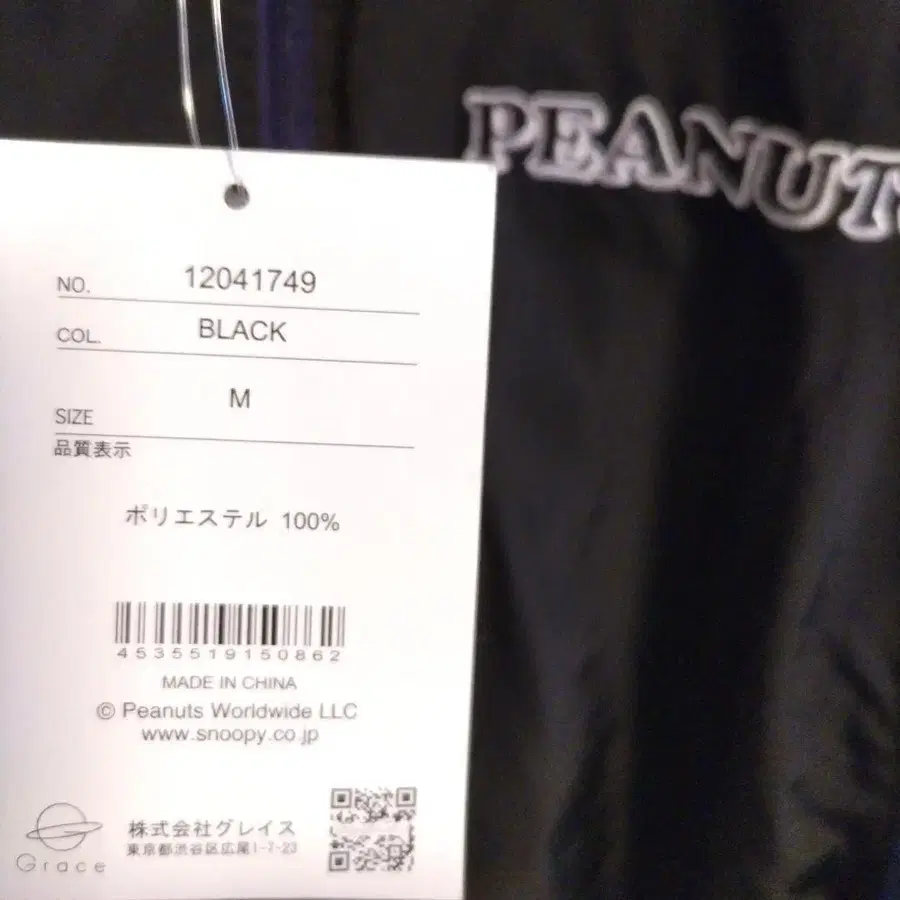 PEANUTS
NO. 12041749
COL. BLACK
SIZE M
品質表示
ポリエステル 100%
4535519150862
MADE IN CHINA
© Peanuts Worldwide LLC
www.snoopy.co.jp
Grace
株式会社グレイス
東京都渋谷区広尾1-7-23